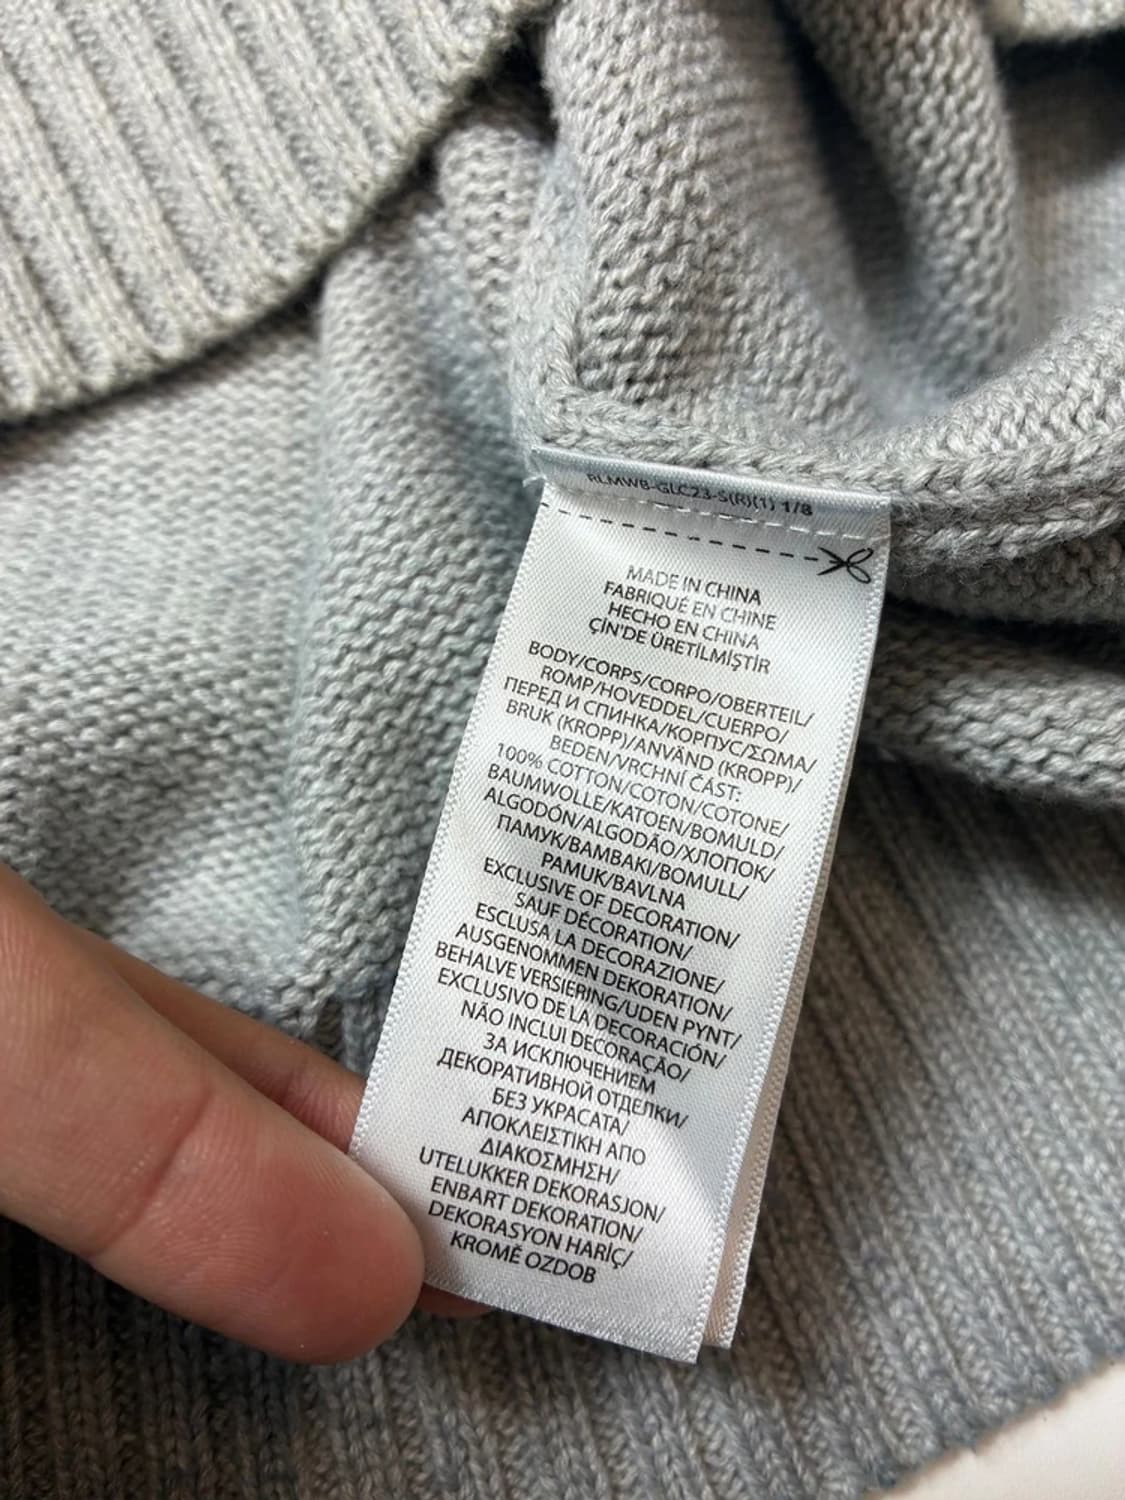 RLMWB-GLC23-S(R)(1) 1/8
MADE IN CHINA
FABRIQUÉ EN CHINE
HECHO EN CHINA
ÇİN'DE ÜRETİLMİŞTİR
BODY/CORPS/CORPO/OBERTEIL/
ROMP/HOVEDDEL/CUERPO/
ПЕРЕД И СПИНКА/КОРПУС/ΣΩΜΑ/
BRUK (KROPP)/ANVÄND (KROPP)/
BEDEN/VRCHNÍ ČÁST:
100% COTTON/COTON/COTONE/
BAUMWOLLE/KATOEN/BOMULD/
ALGODÓN/ALGODÃO/ХЛОПОК/
ПАМУК/ΒΑΜΒΑΚΙ/BOMULL/
PAMUK/BAVLNA
EXCLUSIVE OF DECORATION/
SAUF DÉCORATION/
ESCLUSA LA DECORAZIONE/
AUSGENOMMEN DEKORATION/
BEHALVE VERSIERING/UDEN PYNT/
EXCLUSIVO DE LA DECORACIÓN/
NÃO INCLUI DECORAÇÃO/
ЗА ИСКЛЮЧЕНИЕМ
ДЕКОРАТИВНОЙ ОТДЕЛКИ/
БЕЗ УКРАСАТА/
ΑΠΟΚΛΕΙΣΤΙΚΗ ΑΠΟ
ΔΙΑΚΟΣΜΗΣΗ/
UTELUKKER DEKORASJON/
ENBART DEKORATION/
DEKORASYON HARİÇ/
KROMĚ OZDOB